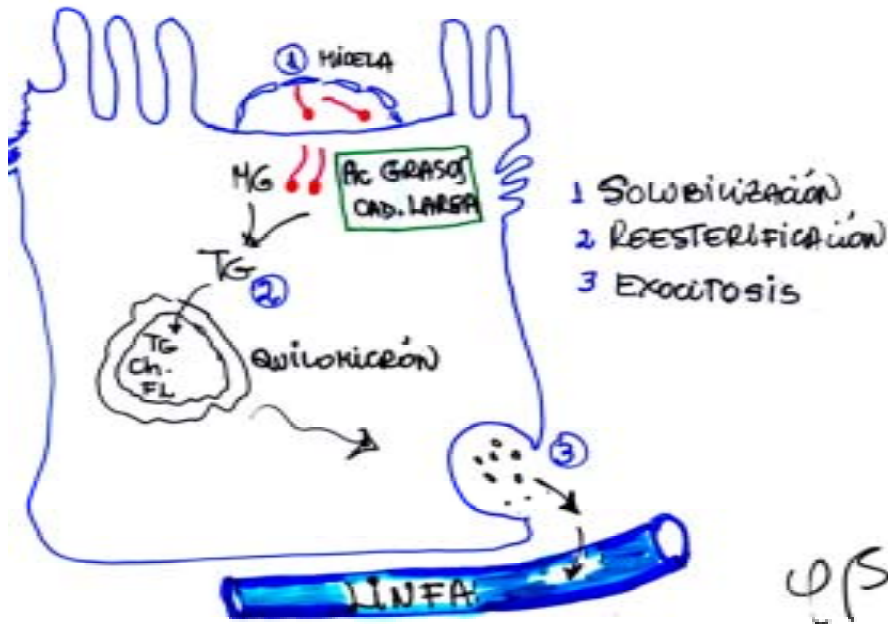 1 MICELA
MG
AC GRASOS
CAD. LARGA
TG
2
TG
Ch.
FL
QUILOMICRÓN
3
LINFA
1 SOLUBILIZACIÓN
2 REESTERIFICACIÓN
3 EXOCITOSIS